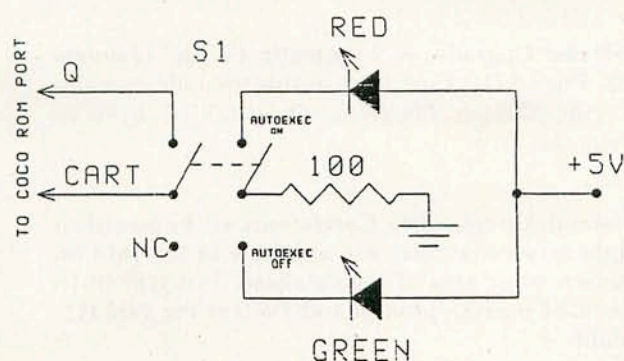 RED
S1
Q
AUTOEXEC
ON
TO COCO ROM PORT
100
+5V
CART
NC
AUTOEXEC
OFF
GREEN